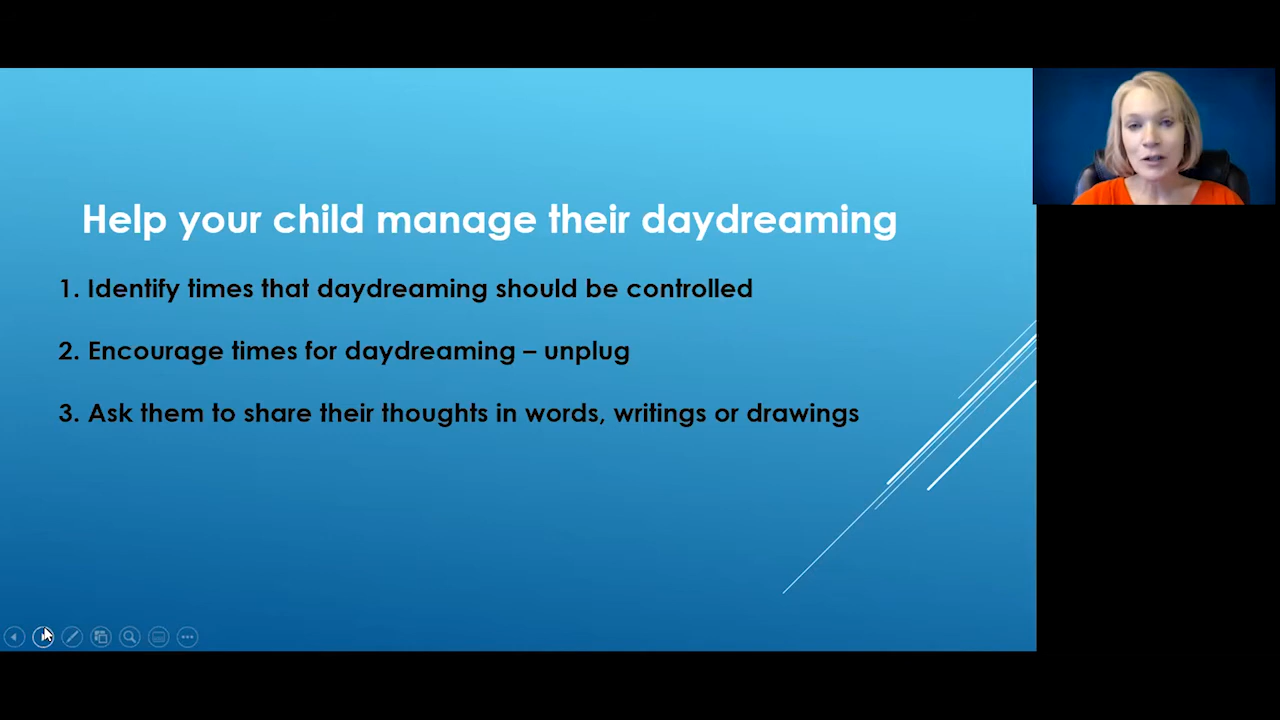 Help your child manage their daydreaming
1. Identify times that daydreaming should be controlled
2. Encourage times for daydreaming – unplug
3. Ask them to share their thoughts in words, writings or drawings